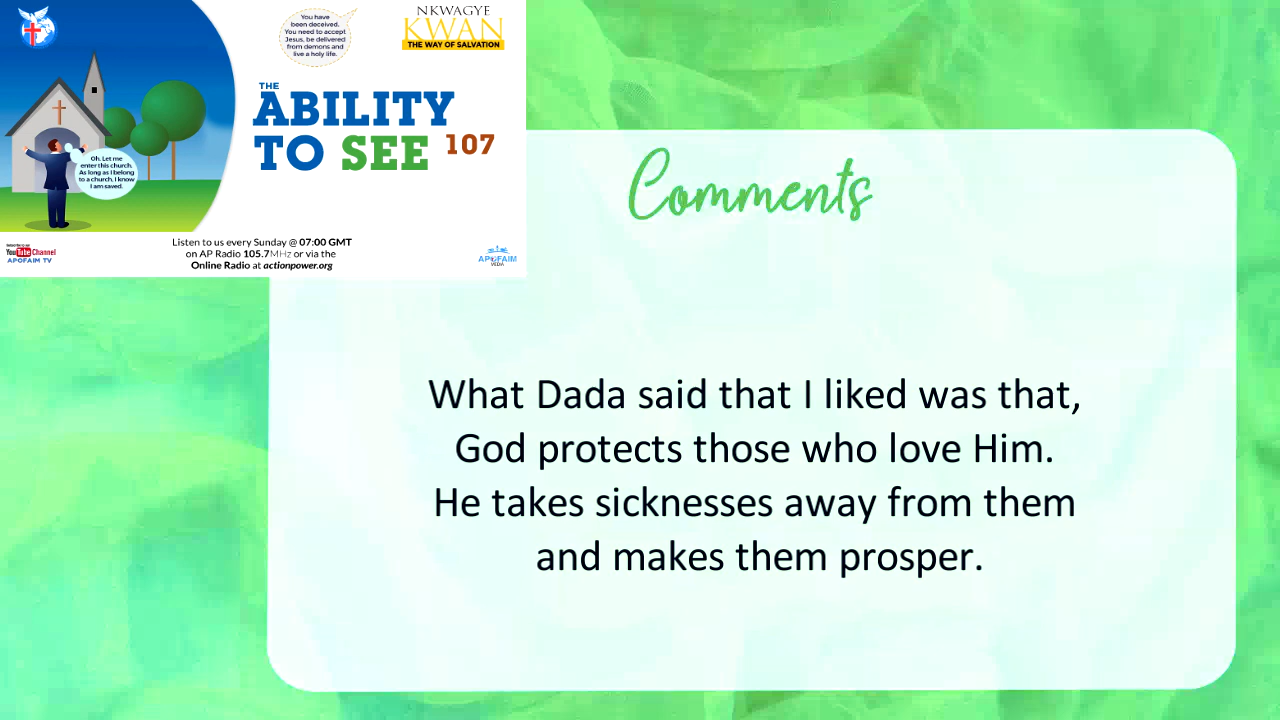 You have
been deceived.
You need to accept
Jesus, be delivered
from demons and
live a holy life.
NKWAGYE
KWAN
THE WAY OF SALVATION
THE
ABILITY
TO SEE 107
Oh. Let me
enter this church.
As long as I belong
to a church, I know
I am saved.
Listen to us every Sunday @ 07:00 GMT
on AP Radio 105.7MHz or via the
Online Radio at actionpower.org
YouTube Channel
APOFAIM TV
APOFAIM
MEDIA
Comments
What Dada said that I liked was that,
God protects those who love Him.
He takes sicknesses away from them
and makes them prosper.